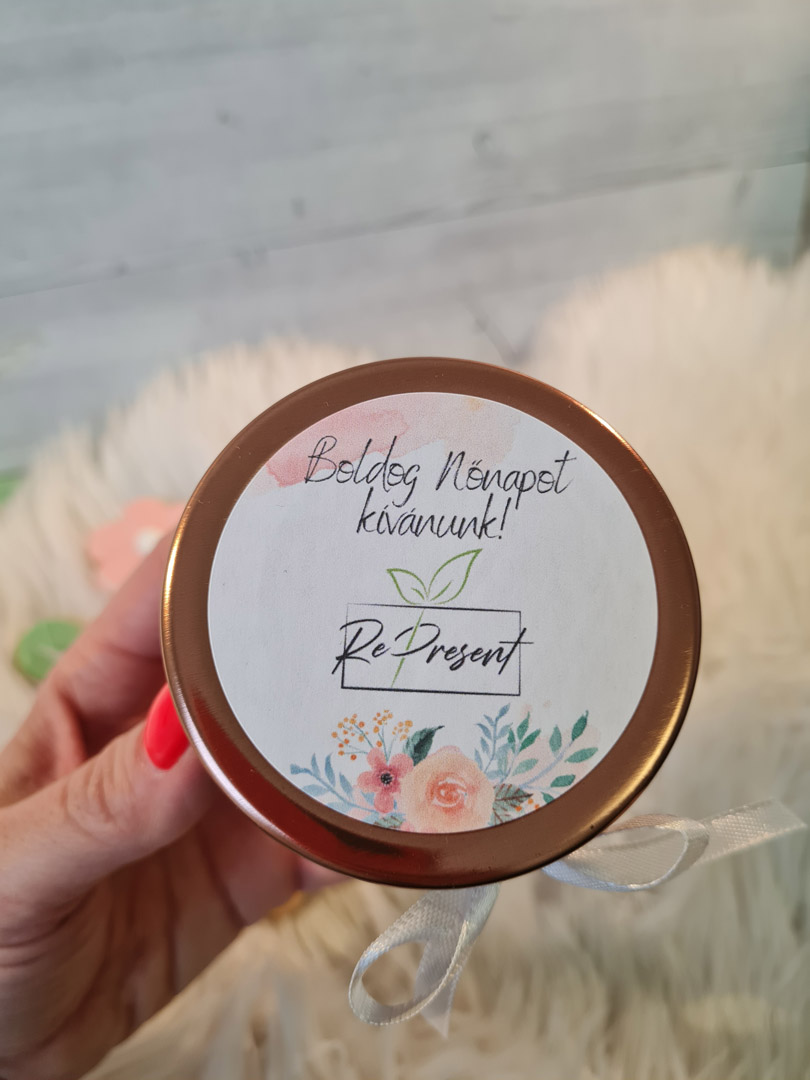 Boldog Nőnapot
kívánunk!
RePresent